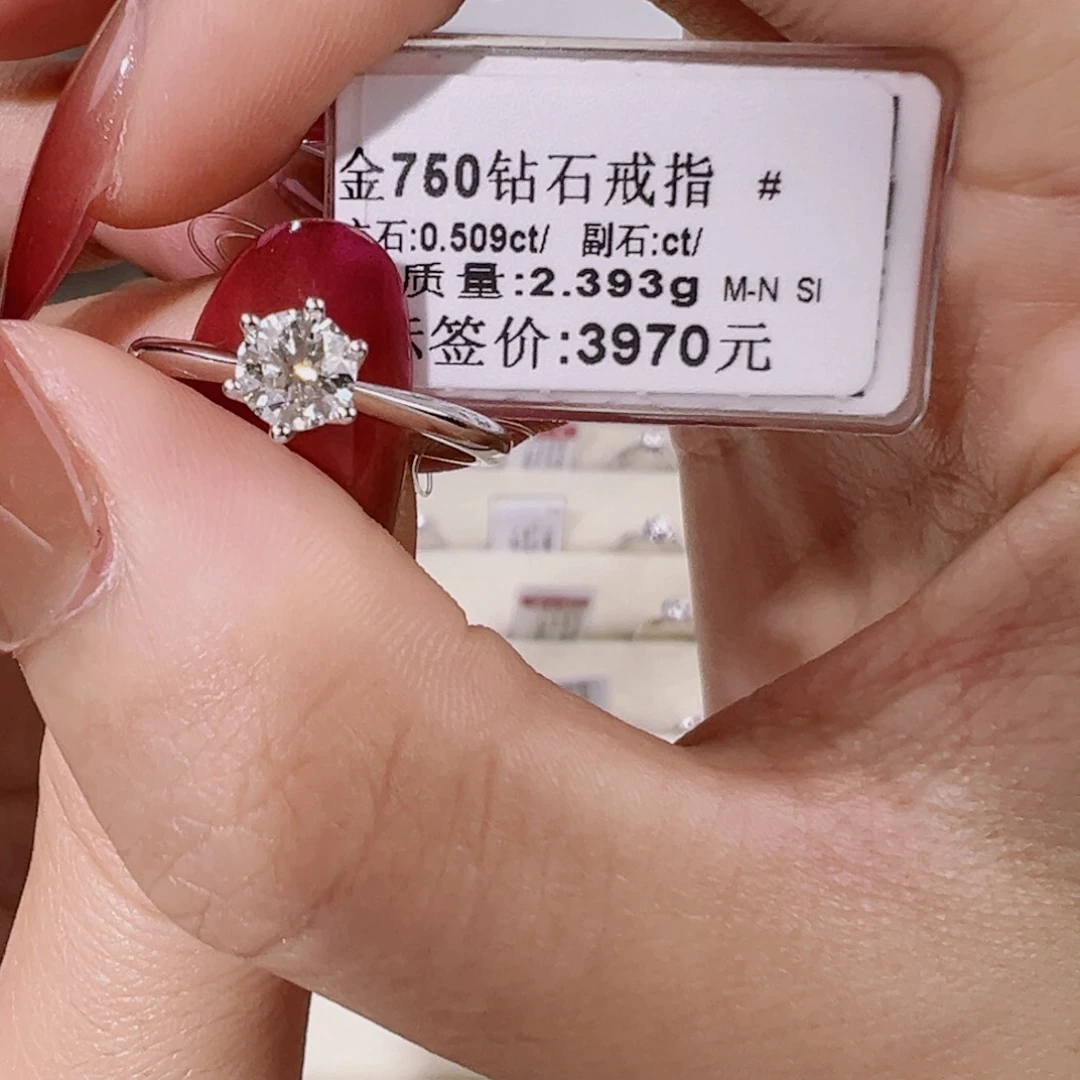 金750钻石戒指 #
石:0.509ct/ 副石:ct/
质量:2.393g M-N SI
签价:3970元